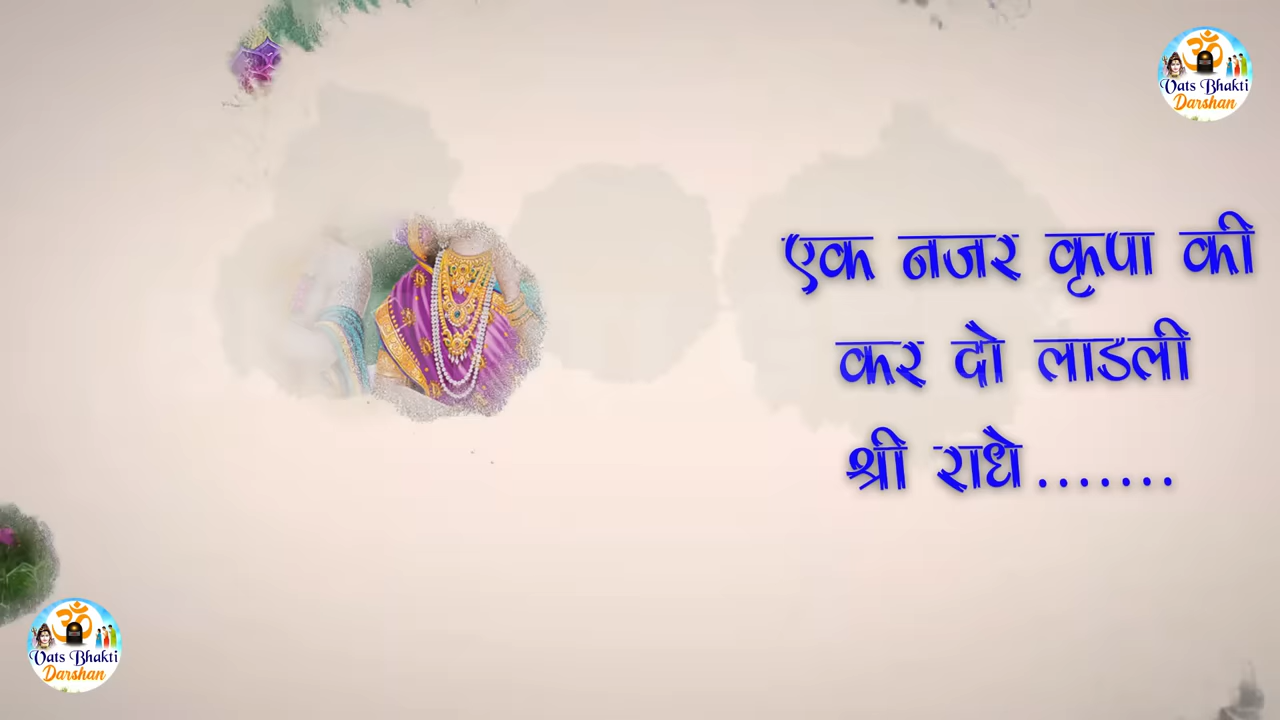 Vats Bhakti
Darshan
एक नजर कृपा की
कर दो लाडली
श्री राधे.......
Vats Bhakti
Darshan